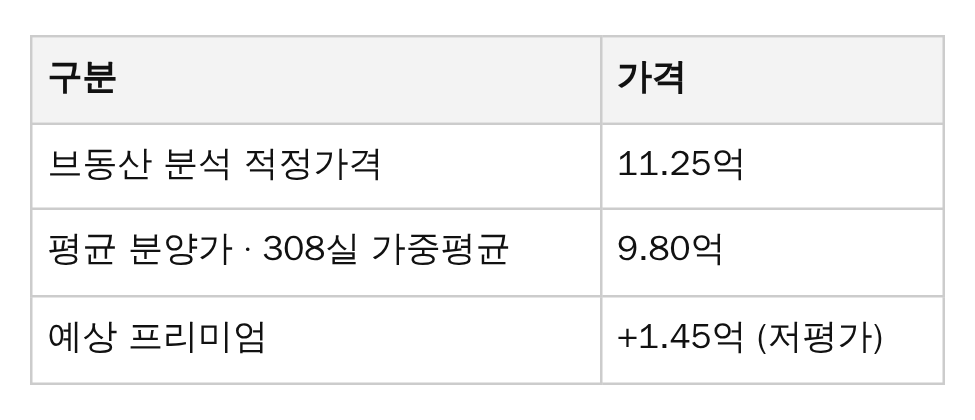 구분 가격
브동산 분석 적정가격 11.25억
평균 분양가 · 308실 가중평균 9.80억
예상 프리미엄 +1.45억 (저평가)